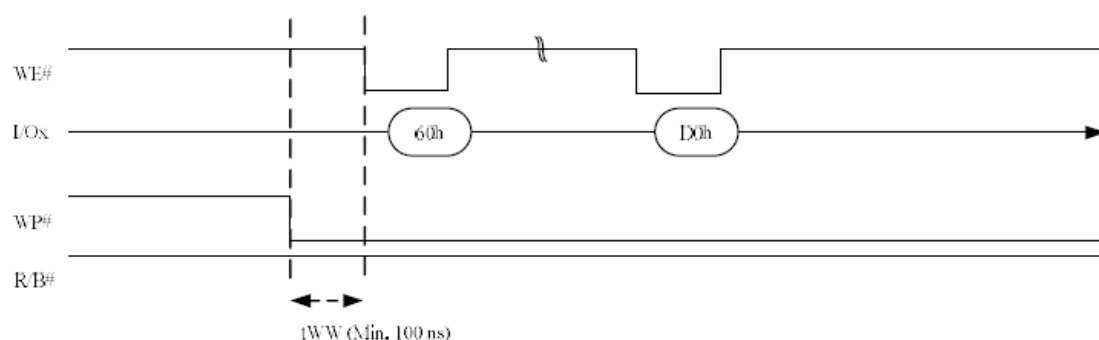 WE#
I/Ox
60h
D0h
WP#
R/B#
tWW (Min. 100 ns)